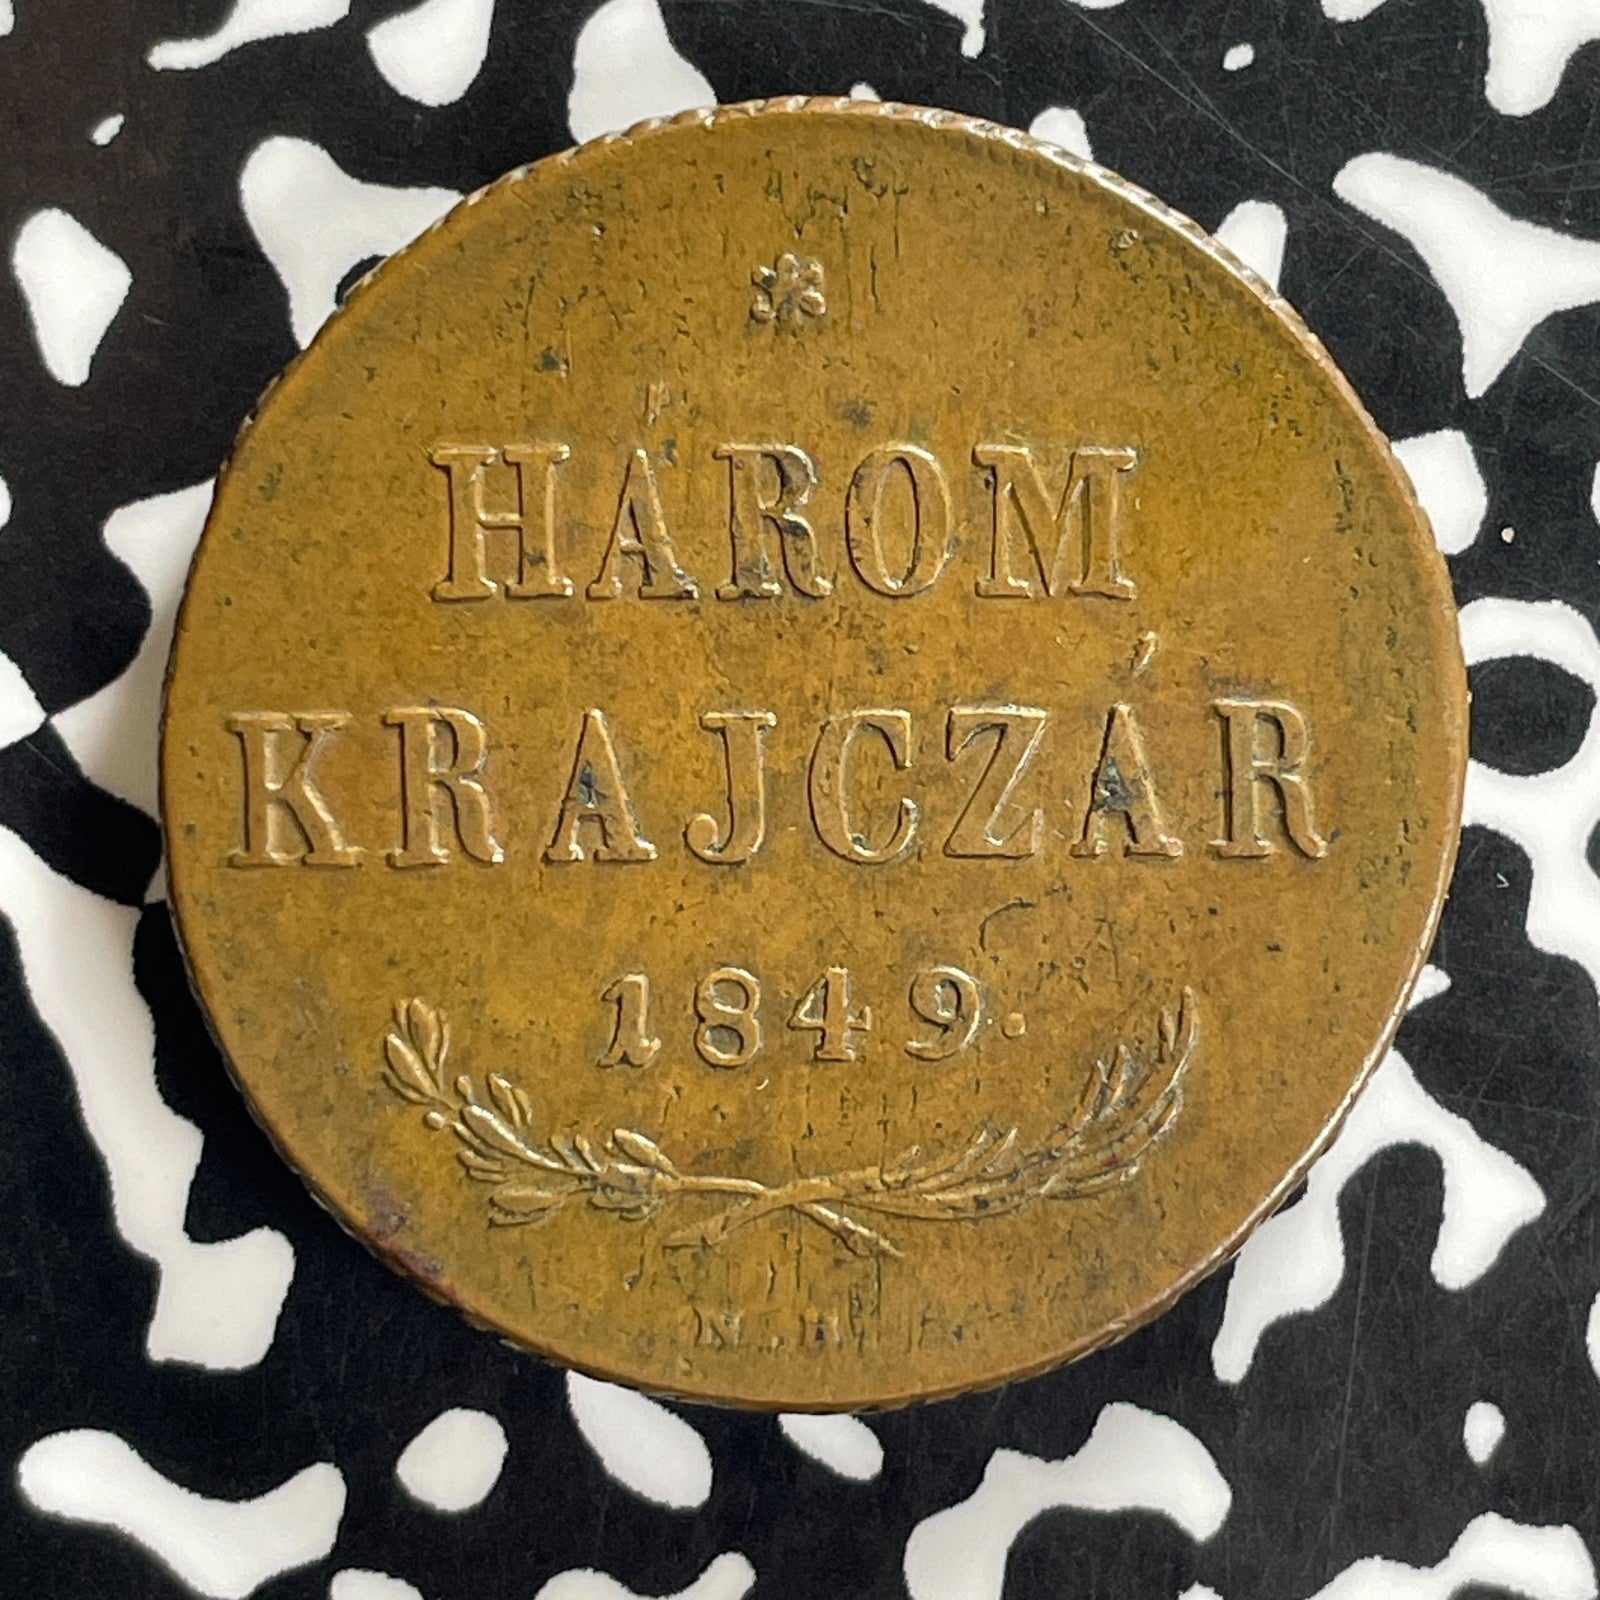 HÁROM
KRAJCZÁR
1849.
N.B.